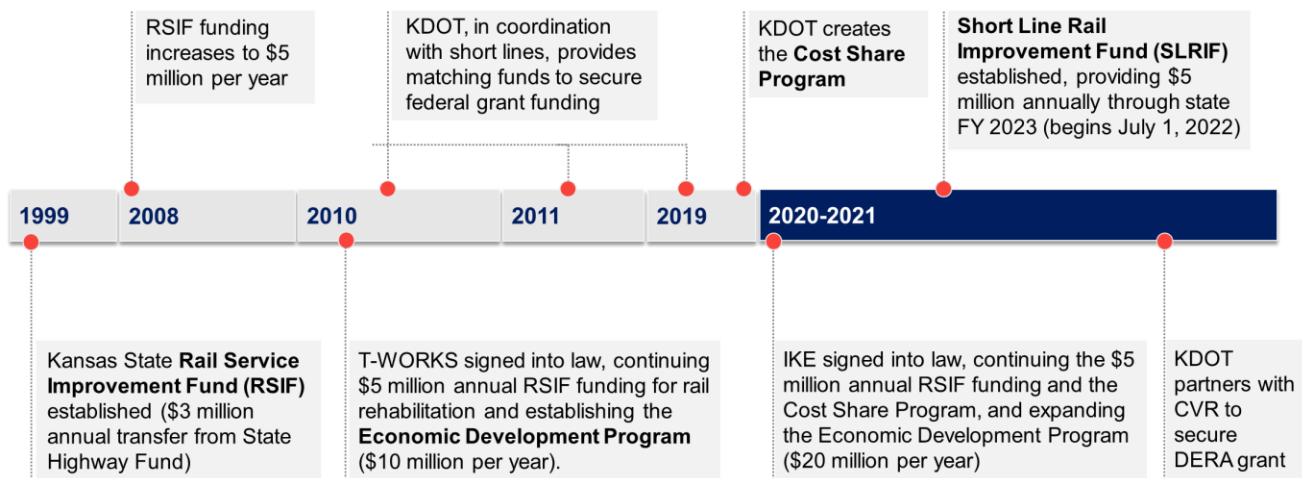 RSIF funding
increases to $5
million per year
KDOT, in coordination
with short lines, provides
matching funds to secure
federal grant funding
KDOT creates
the Cost Share
Program
Short Line Rail
Improvement Fund (SLRIF)
established, providing $5
million annually through state
FY 2023 (begins July 1, 2022)
1999
2008
2010
2011
2019
2020-2021
Kansas State Rail Service
Improvement Fund (RSIF)
established ($3 million
annual transfer from State
Highway Fund)
T-WORKS signed into law, continuing
$5 million annual RSIF funding for rail
rehabilitation and establishing the
Economic Development Program
($10 million per year).
IKE signed into law, continuing the $5
million annual RSIF funding and the
Cost Share Program, and expanding
the Economic Development Program
($20 million per year)
KDOT
partners with
CVR to
secure
DERA grant